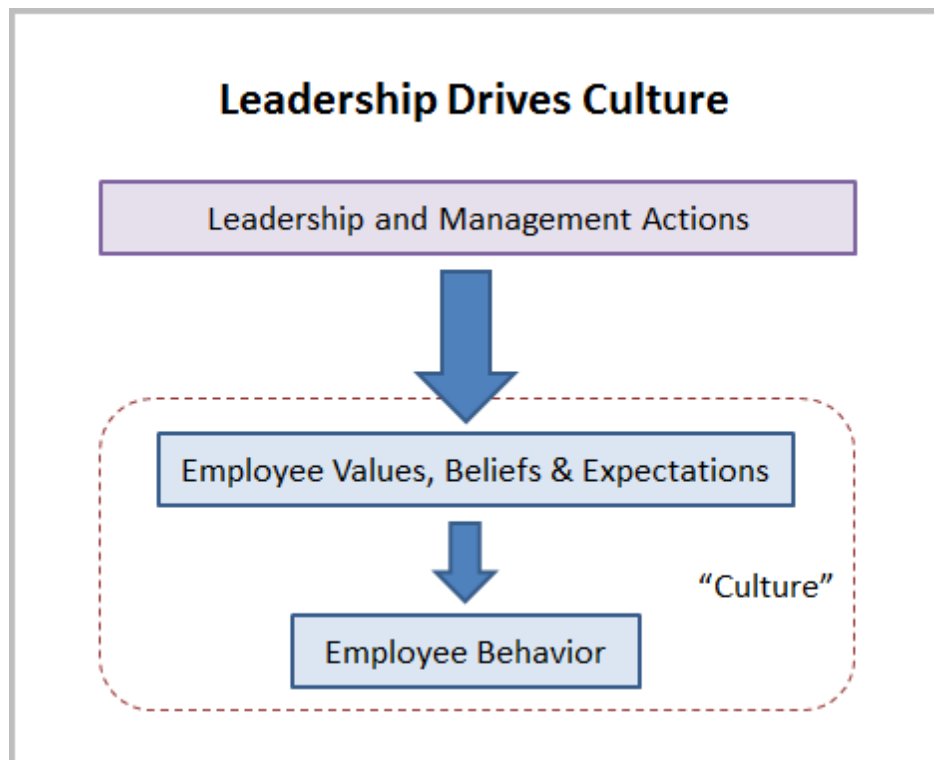 Leadership Drives Culture
Leadership and Management Actions
Employee Values, Beliefs & Expectations
“Culture”
Employee Behavior